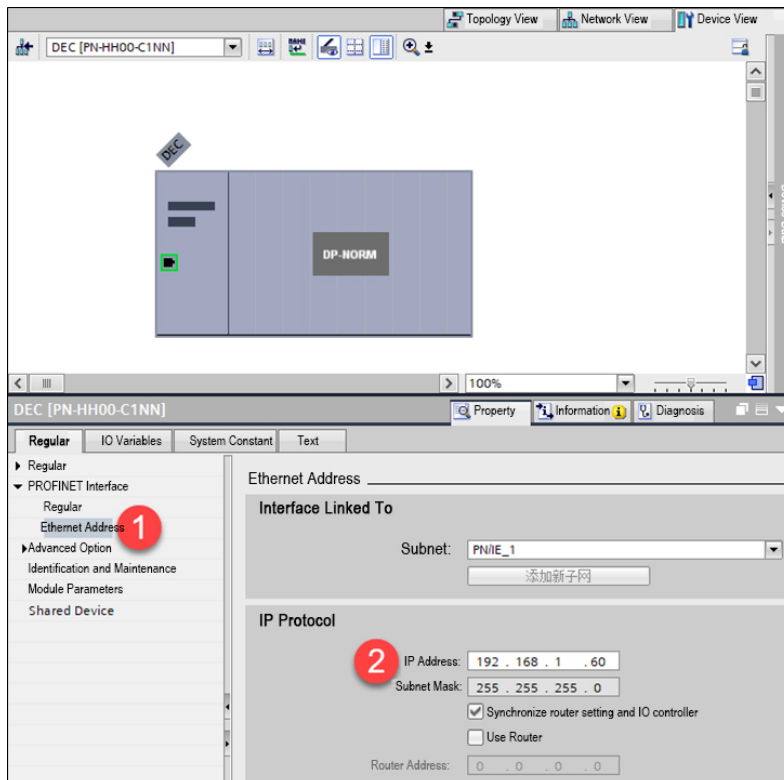 Topology View Network View Device View
DEC [PN-HH00-C1NN]
DEC
DP-NORM
100%
DEC [PN-HH00-C1NN] Property Information Diagnosis
Regular IO Variables System Constant Text
Regular
PROFINET Interface
Regular
Ethernet Address
1
Advanced Option
Identification and Maintenance
Module Parameters
Shared Device
Ethernet Address
Interface Linked To
Subnet: PN/IE_1
添加新子网
IP Protocol
2
IP Address: 192 . 168 . 1 .60
Subnet Mask: 255 . 255 . 255 . 0
Synchronize router setting and IO controller
Use Router
Router Address: 0 . 0 . 0 . 0